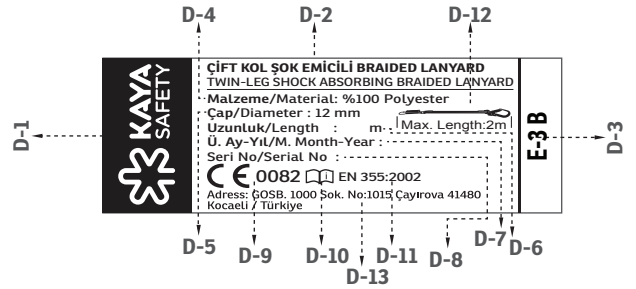 D-4 D-2 D-12
ÇİFT KOL ŞOK EMİCİLİ BRAIDED LANYARD
TWIN-LEG SHOCK ABSORBING BRAIDED LANYARD
Malzeme/Material: %100 Polyester
Çap/Diameter : 12 mm
Uzunluk/Length : m
Max. Length:2m
Ü. Ay-Yıl/M. Month-Year :
Seri No/Serial No :
CE 0082 EN 355:2002
Adress: GOSB. 1000 Sok. No:1015 Çayırova 41480
Kocaeli / Türkiye
KAYA
SAFETY
E-3 B
D-1
D-3
D-5 D-9 D-10 D-13 D-11 D-8 D-7 D-6